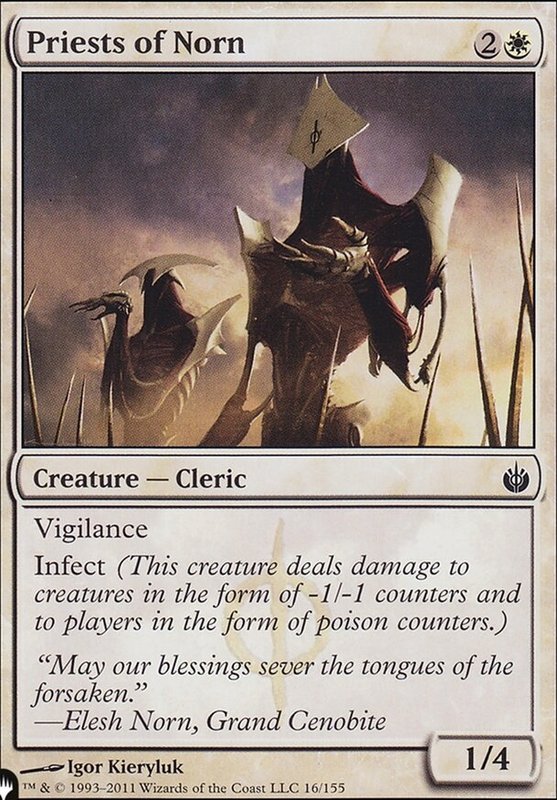 Priests of Norn 2
Creature — Cleric
Vigilance
Infect (This creature deals damage to
creatures in the form of -1/-1 counters and
to players in the form of poison counters.)
“May our blessings sever the tongues of the
forsaken.”
—Elesh Norn, Grand Cenobite
1/4
Igor Kieryluk
™ & © 1993–2011 Wizards of the Coast LLC 16/155